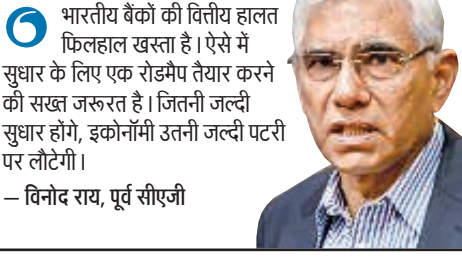 भारतीय बैंकों की वित्तीय हालत
फिलहाल खस्ता है। ऐसे में
सुधार के लिए एक रोडमैप तैयार करने
की सख्त जरूरत है। जितनी जल्दी
सुधार होंगे, इकोनॉमी उतनी जल्दी पटरी
पर लौटेगी।
— विनोद राय, पूर्व सीएजी